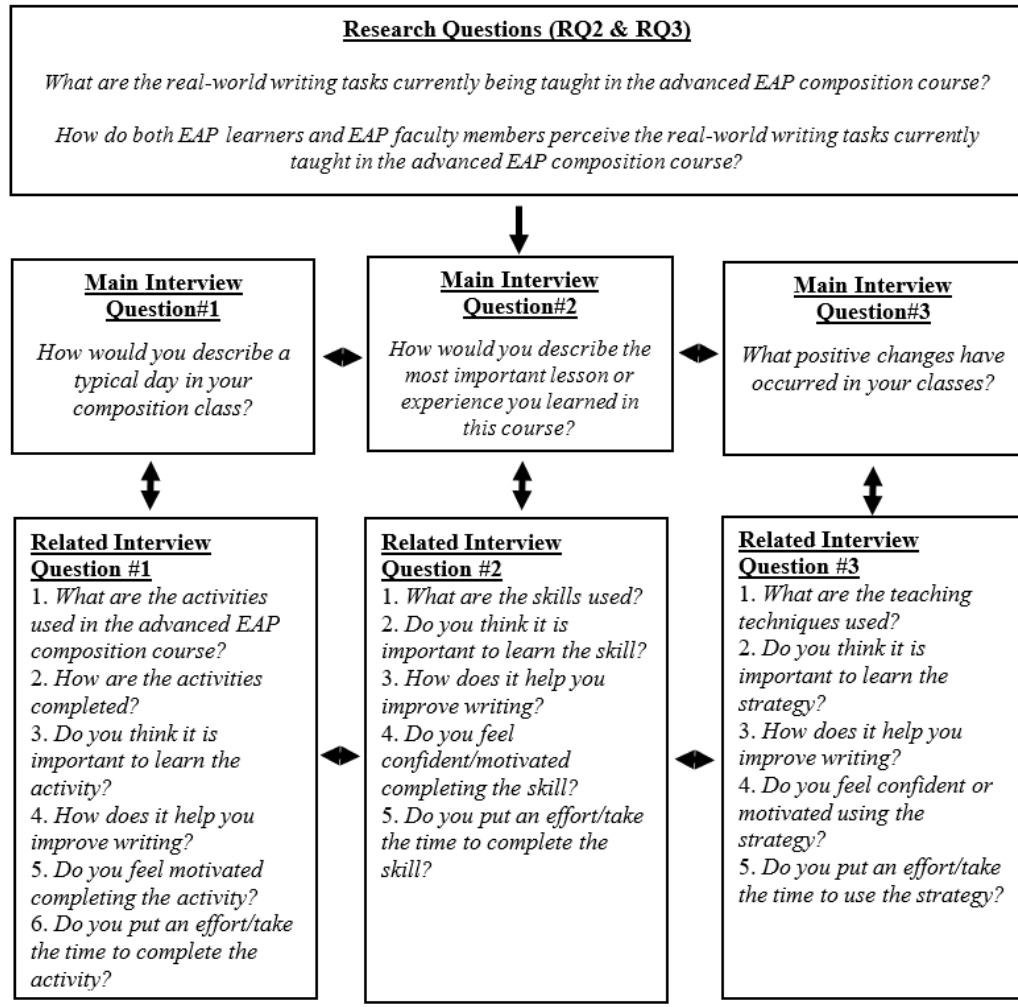 Research Questions (RQ2 & RQ3)
What are the real-world writing tasks currently being taught in the advanced EAP composition course?
How do both EAP learners and EAP faculty members perceive the real-world writing tasks currently
taught in the advanced EAP composition course?
Main Interview
Question#1
How would you describe a
typical day in your
composition class?
Main Interview
Question#2
How would you describe the
most important lesson or
experience you learned in
this course?
Main Interview
Question#3
What positive changes have
occurred in your classes?
Related Interview
Question #1
1. What are the activities
used in the advanced EAP
composition course?
2. How are the activities
completed?
3. Do you think it is
important to learn the
activity?
4. How does it help you
improve writing?
5. Do you feel motivated
completing the activity?
6. Do you put an effort/take
the time to complete the
activity?
Related Interview
Question #2
1. What are the skills used?
2. Do you think it is
important to learn the skill?
3. How does it help you
improve writing?
4. Do you feel
confident/motivated
completing the skill?
5. Do you put an effort/take
the time to complete the
skill?
Related Interview
Question #3
1. What are the teaching
techniques used?
2. Do you think it is
important to learn the
strategy?
3. How does it help you
improve writing?
4. Do you feel confident or
motivated using the
strategy?
5. Do you put an effort/take
the time to use the strategy?